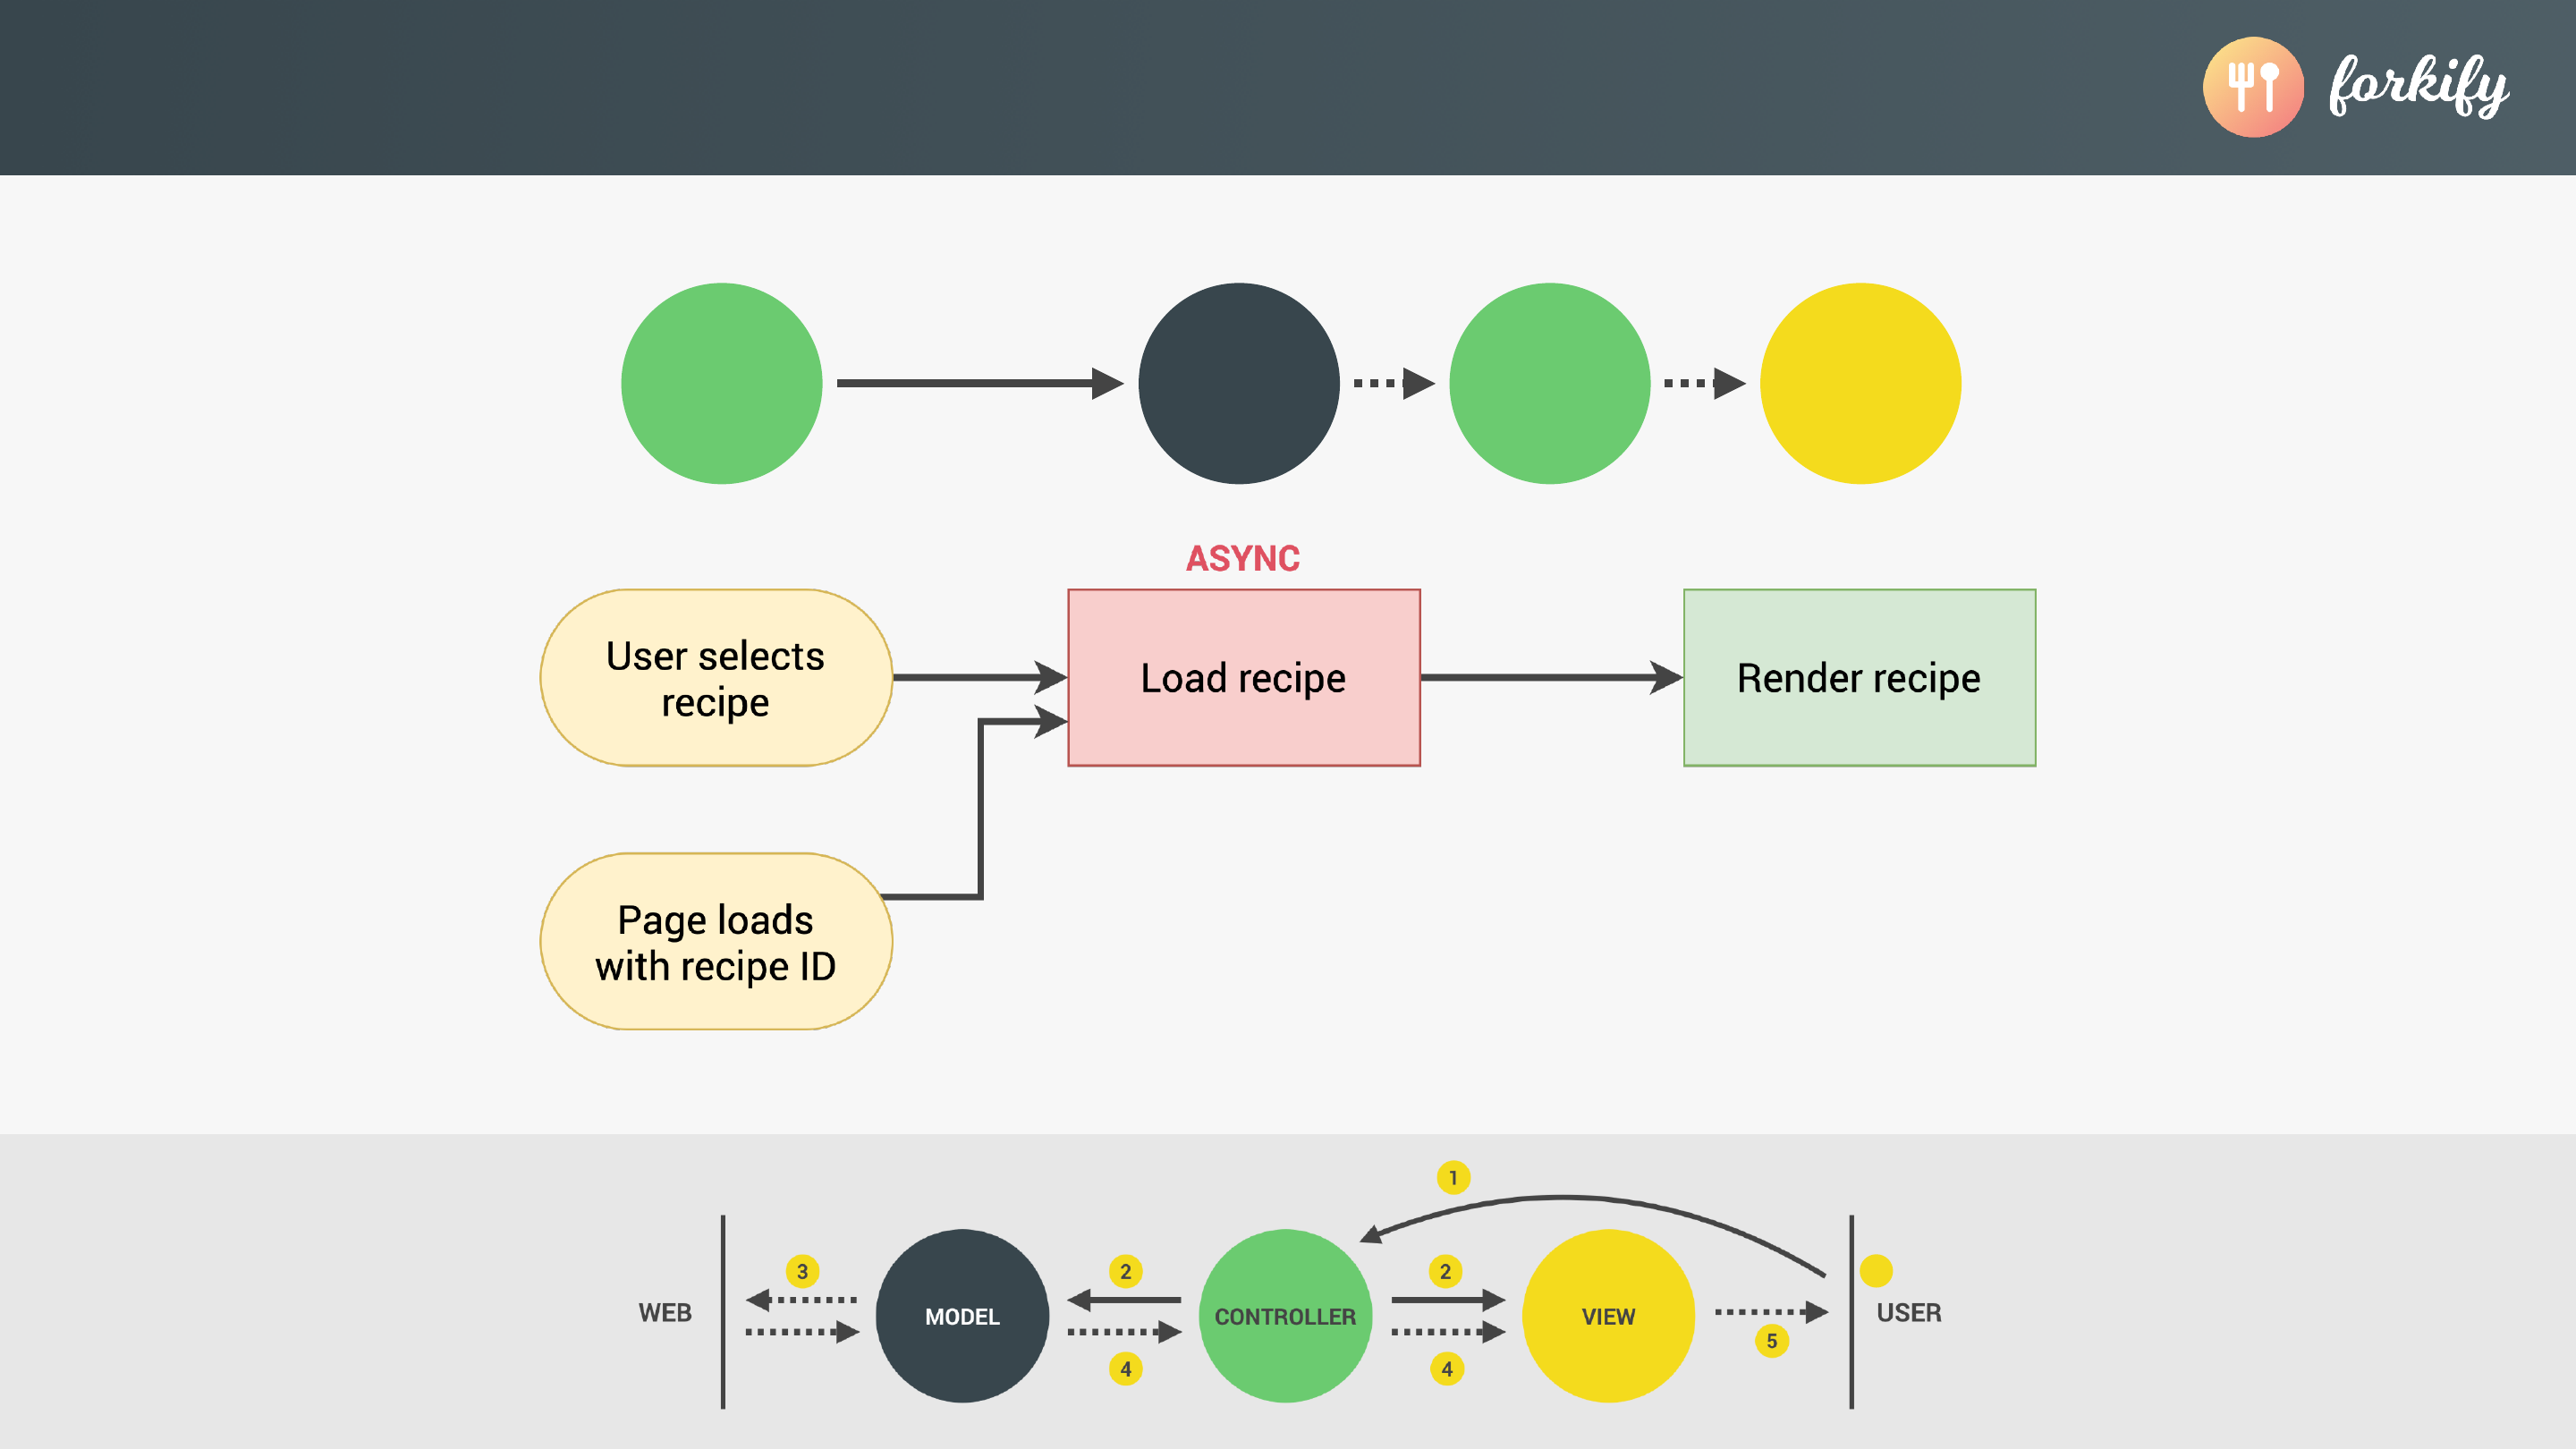 forkify
ASYNC
User selects
recipe
Load recipe
Render recipe
Page loads
with recipe ID
1
3
2
2
WEB
MODEL
CONTROLLER
VIEW
USER
5
4
4